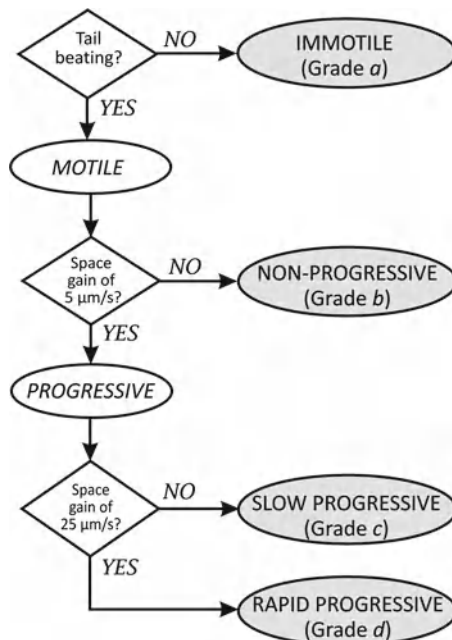 Tail
beating?
NO
IMMOTILE
(Grade a)
YES
MOTILE
Space
gain of
5 μm/s?
NO
NON-PROGRESSIVE
(Grade b)
YES
PROGRESSIVE
Space
gain of
25 μm/s?
NO
SLOW PROGRESSIVE
(Grade c)
YES
RAPID PROGRESSIVE
(Grade d)